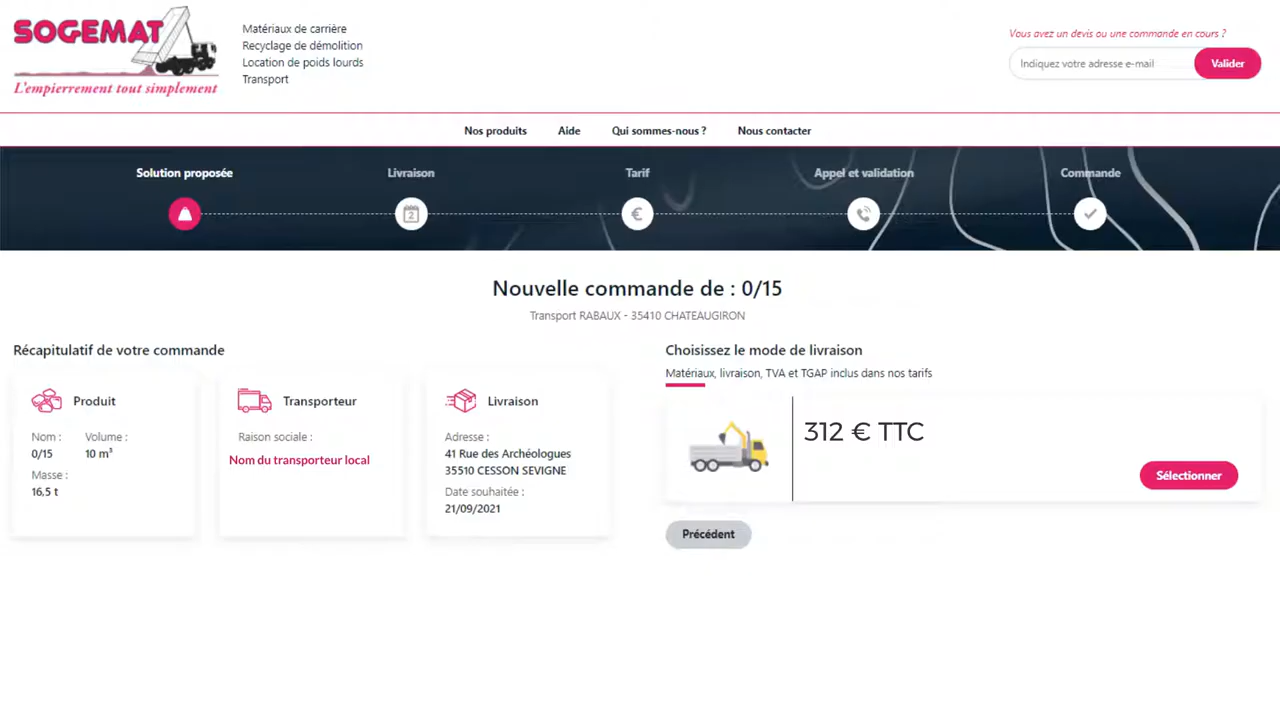 SOGEMAT
L'empierrement tout simplement
Matériaux de carrière
Recyclage de démolition
Location de poids lourds
Transport
Vous avez un devis ou une commande en cours ?
Indiquez votre adresse e-mail
Valider
Nos produits
Aide
Qui sommes-nous ?
Nous contacter
Solution proposée
Livraison
Tarif
Appel et validation
Commande
2
€
Nouvelle commande de : 0/15
Transport RABAUX - 35410 CHATEAUGIRON
Récapitulatif de votre commande
Produit
Nom :
Volume :
0/15
10 m³
Masse :
16,5 t
Transporteur
Raison sociale :
Nom du transporteur local
Livraison
Adresse :
41 Rue des Archéologues
35510 CESSON SEVIGNE
Date souhaitée :
21/09/2021
Choisissez le mode de livraison
Matériaux, livraison, TVA et TGAP inclus dans nos tarifs
312 € TTC
Sélectionner
Précédent